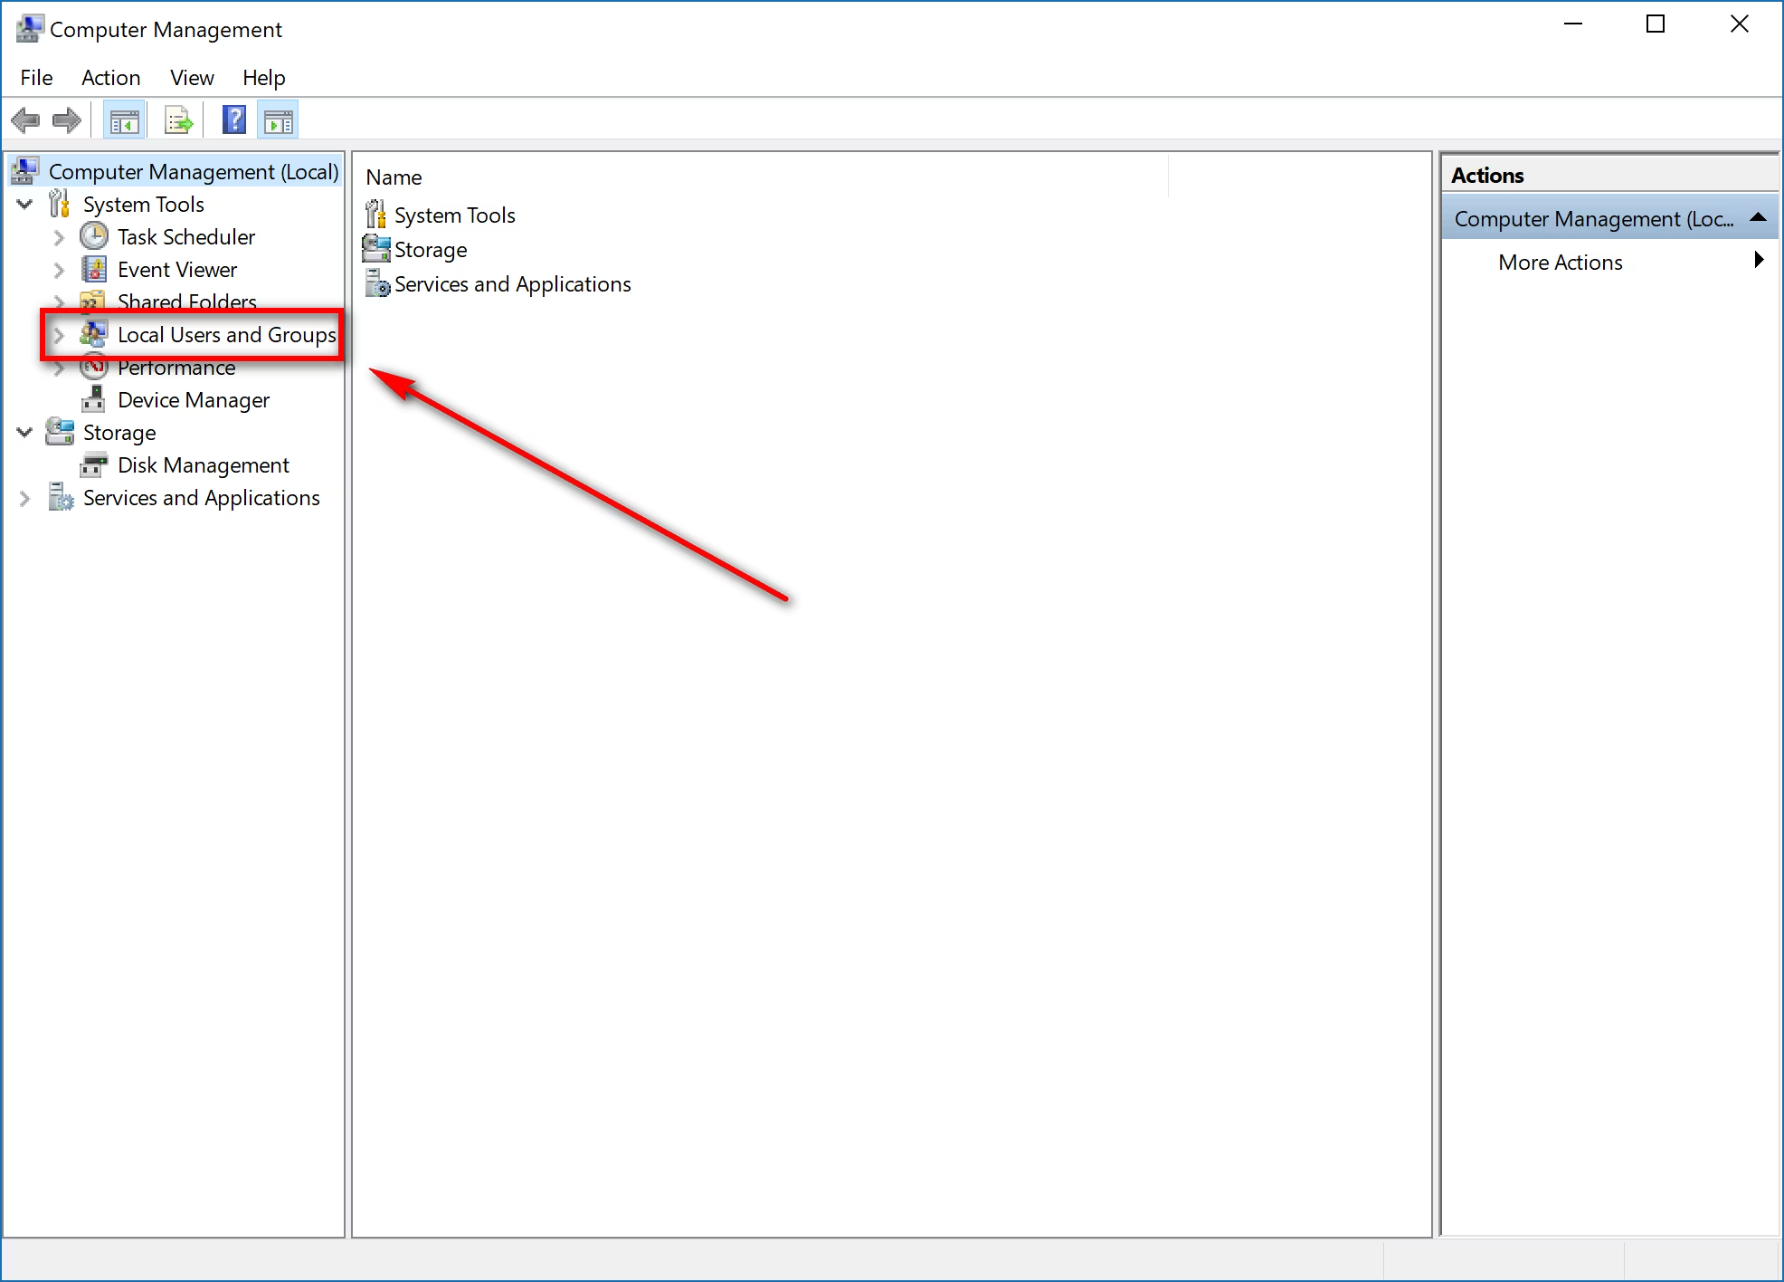 Computer Management
File Action View Help
Computer Management (Local)
System Tools
Task Scheduler
Event Viewer
Shared Folders
Local Users and Groups
Performance
Device Manager
Storage
Disk Management
Services and Applications
Name
System Tools
Storage
Services and Applications
Actions
Computer Management (Loc...
More Actions